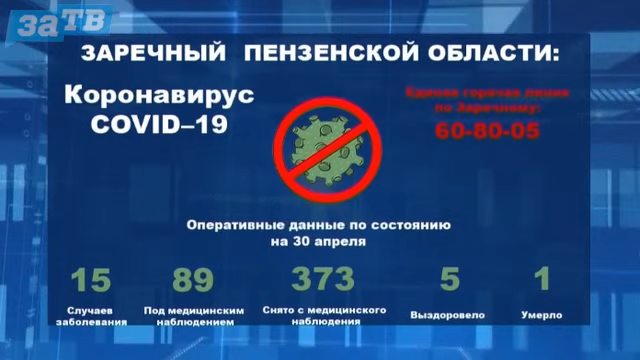 заТВ
ЗАРЕЧНЫЙ ПЕНЗЕНСКОЙ ОБЛАСТИ:
Коронавирус
COVID–19
Единая горячая линия
по Заречному:
60-80-05
Оперативные данные по состоянию
на 30 апреля
15 89 373 5 1
Случаев
заболевания
Под медицинским
наблюдением
Снято с медицинского
наблюдения
Выздоровело
Умерло